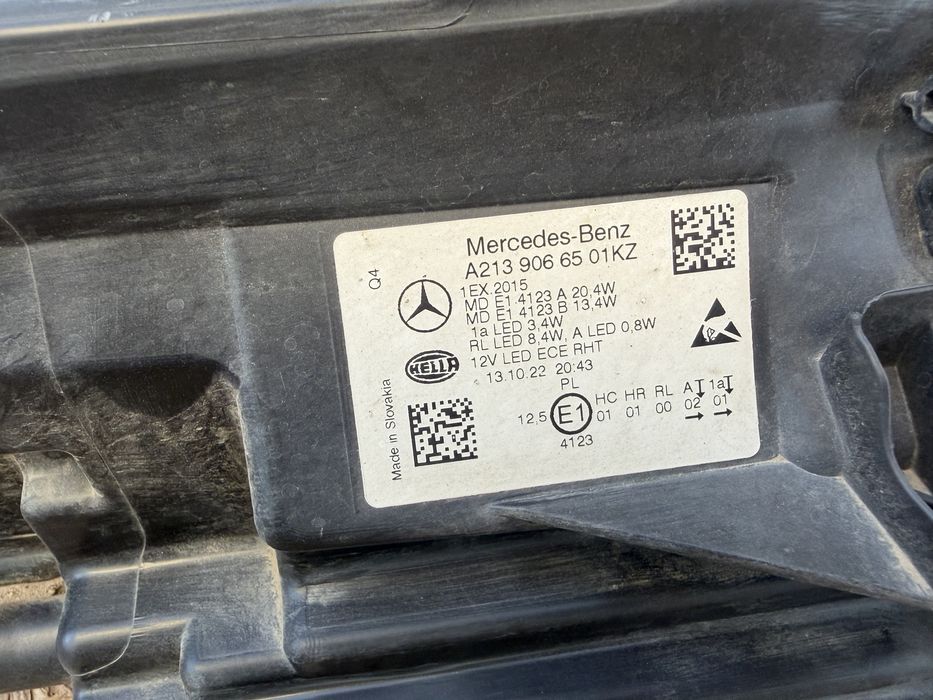 Mercedes-Benz
A213 906 65 01KZ
Q4
1EX.2015
MD E1 4123 A 20,4W
MD E1 4123 B 13,4W
1a LED 3,4W
RL LED 8,4W, A LED 0,8W
12V LED ECE RHT
13.10.22 20:43
HELLA
Made in Slovakia
PL
HC HR RL A 1a
12,5 E1 01 01 00 02 01
4123